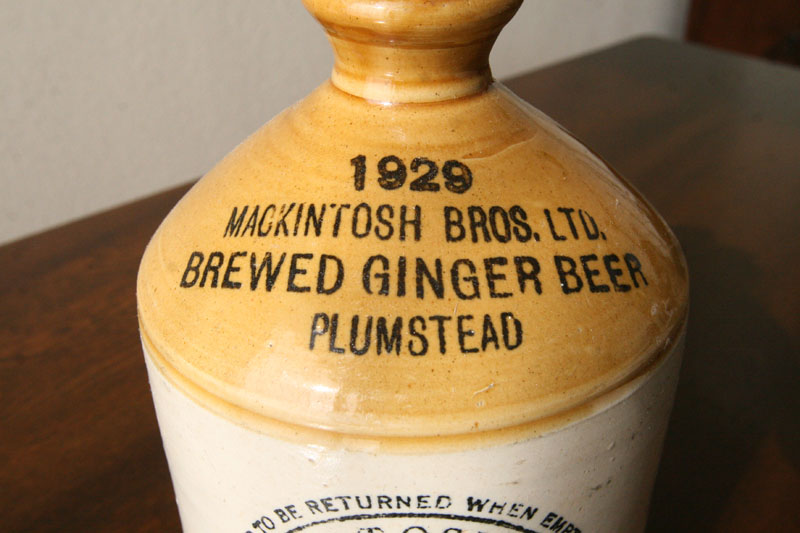 1929
MACKINTOSH BROS. LTD.
BREWED GINGER BEER
PLUMSTEAD
TO BE RETURNED WHEN